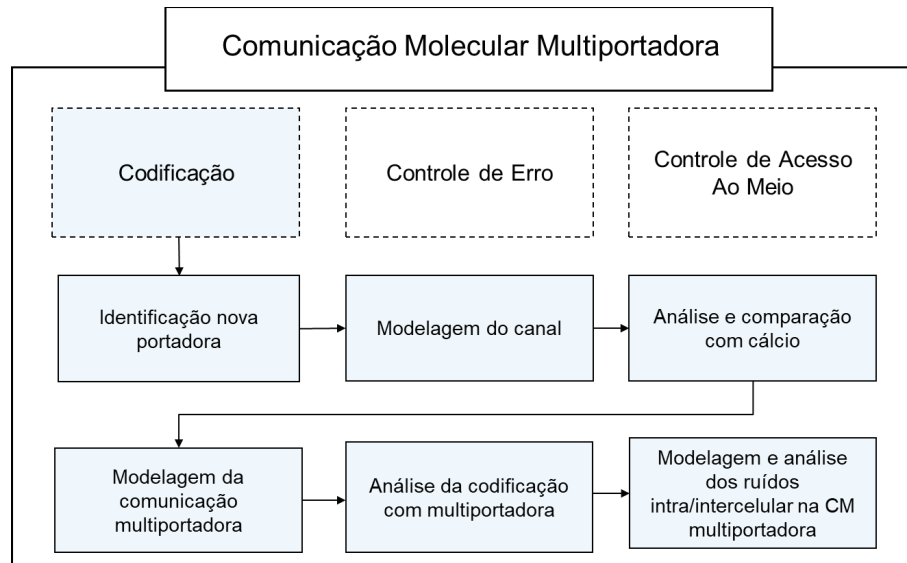 Comunicação Molecular Multiportadora
Codificação
Controle de Erro
Controle de Acesso
Ao Meio
Identificação nova
portadora
Modelagem do canal
Análise e comparação
com cálcio
Modelagem da
comunicação
multiportadora
Análise da codificação
com multiportadora
Modelagem e análise
dos ruídos
intra/intercelular na CM
multiportadora